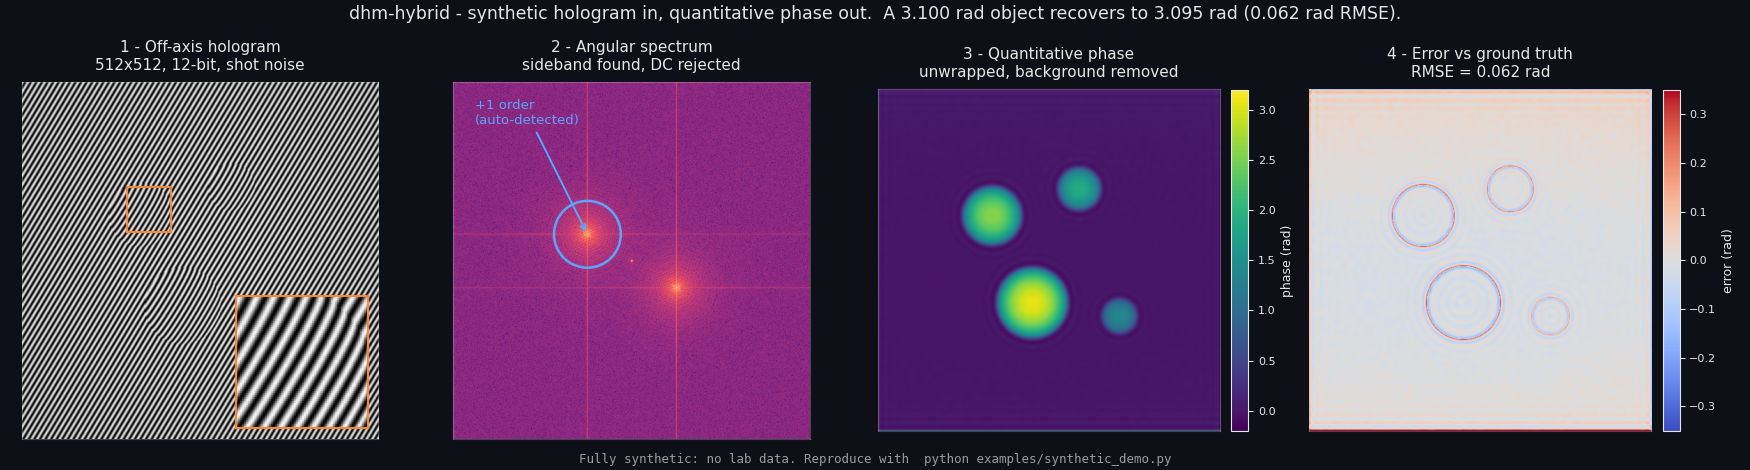 dhm-hybrid - synthetic hologram in, quantitative phase out.  A 3.100 rad object recovers to 3.095 rad (0.062 rad RMSE).
1 - Off-axis hologram
512x512, 12-bit, shot noise
2 - Angular spectrum
sideband found, DC rejected
+1 order
(auto-detected)
3 - Quantitative phase
unwrapped, background removed
3.0
2.5
2.0
1.5
1.0
0.5
0.0
phase (rad)
4 - Error vs ground truth
RMSE = 0.062 rad
0.3
0.2
0.1
0.0
−0.1
−0.2
−0.3
error (rad)
Fully synthetic: no lab data. Reproduce with  python examples/synthetic_demo.py